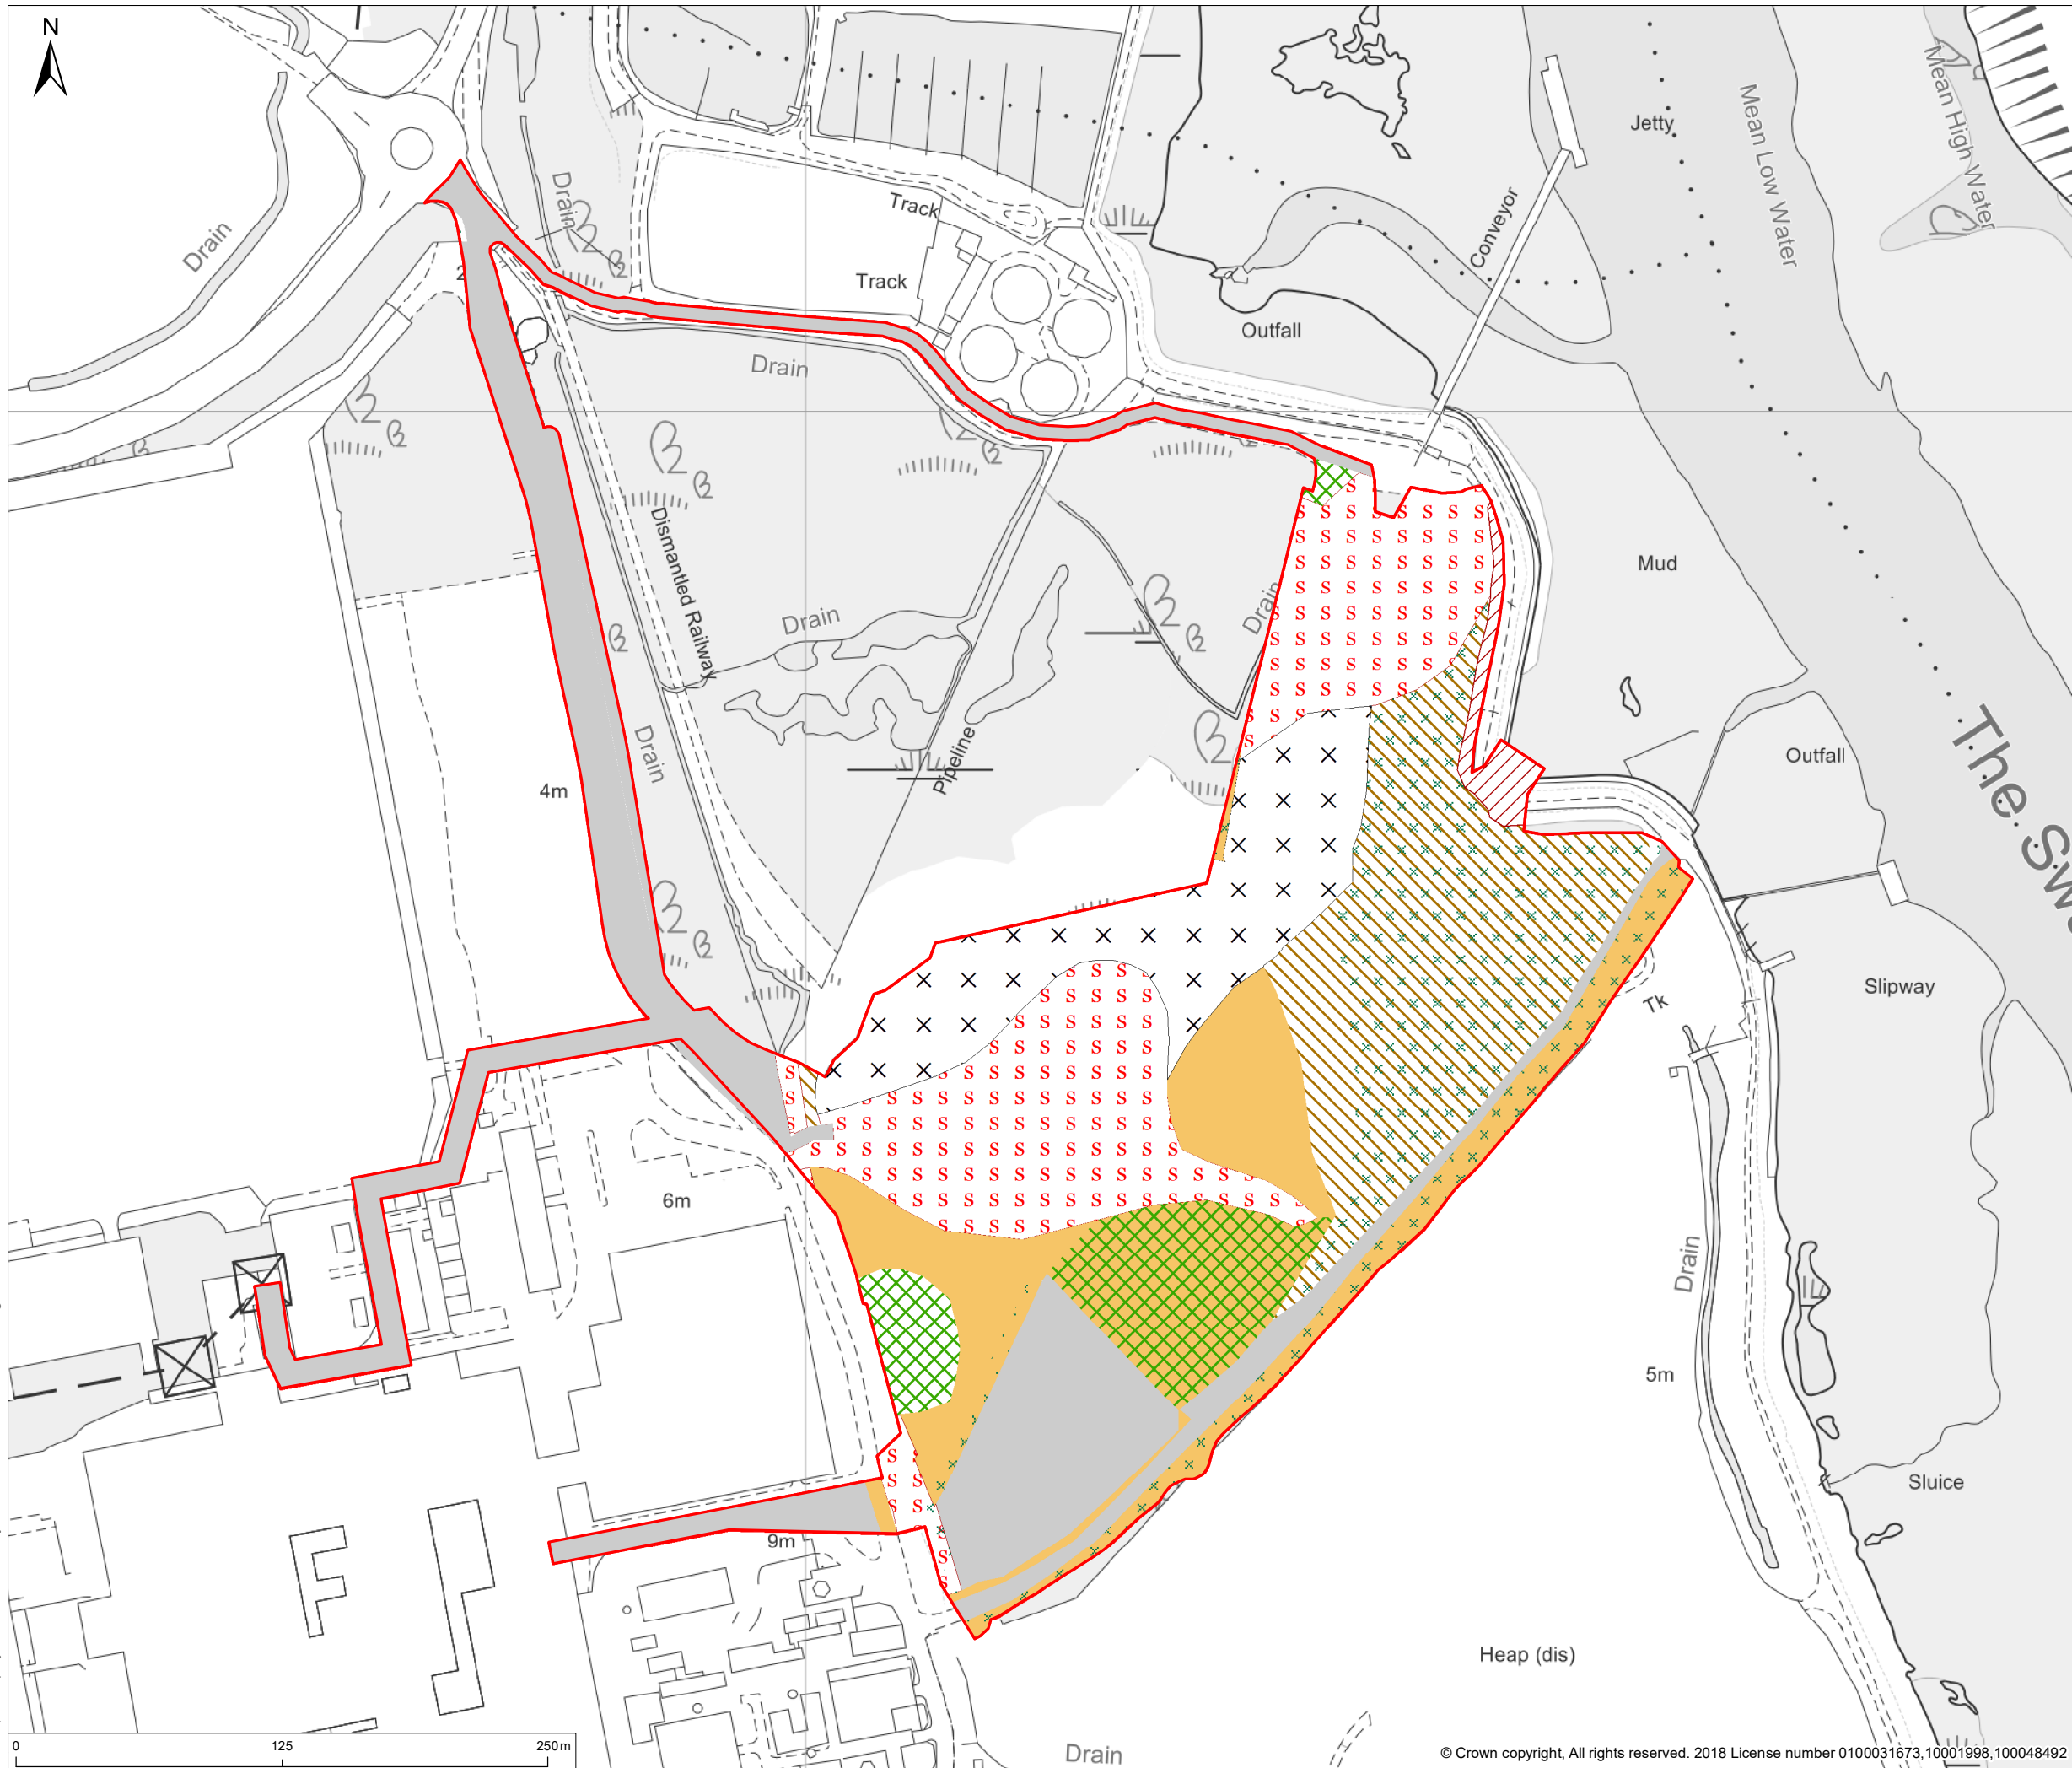 N
Jetty
Mean Low Water
Mean High Water
Drain
Drain
Track
Conveyor
Track
Outfall
Drain
Dismantled Railway
Mud
Drain
Drain
Drain
Pipeline
Outfall
4m
The Sw
Slipway
Tk
6m
Drain
5m
Sluice
9m
Heap (dis)
Drain
0 125 250m
© Crown copyright, All rights reserved. 2018 License number 0100031673,10001998,100048492